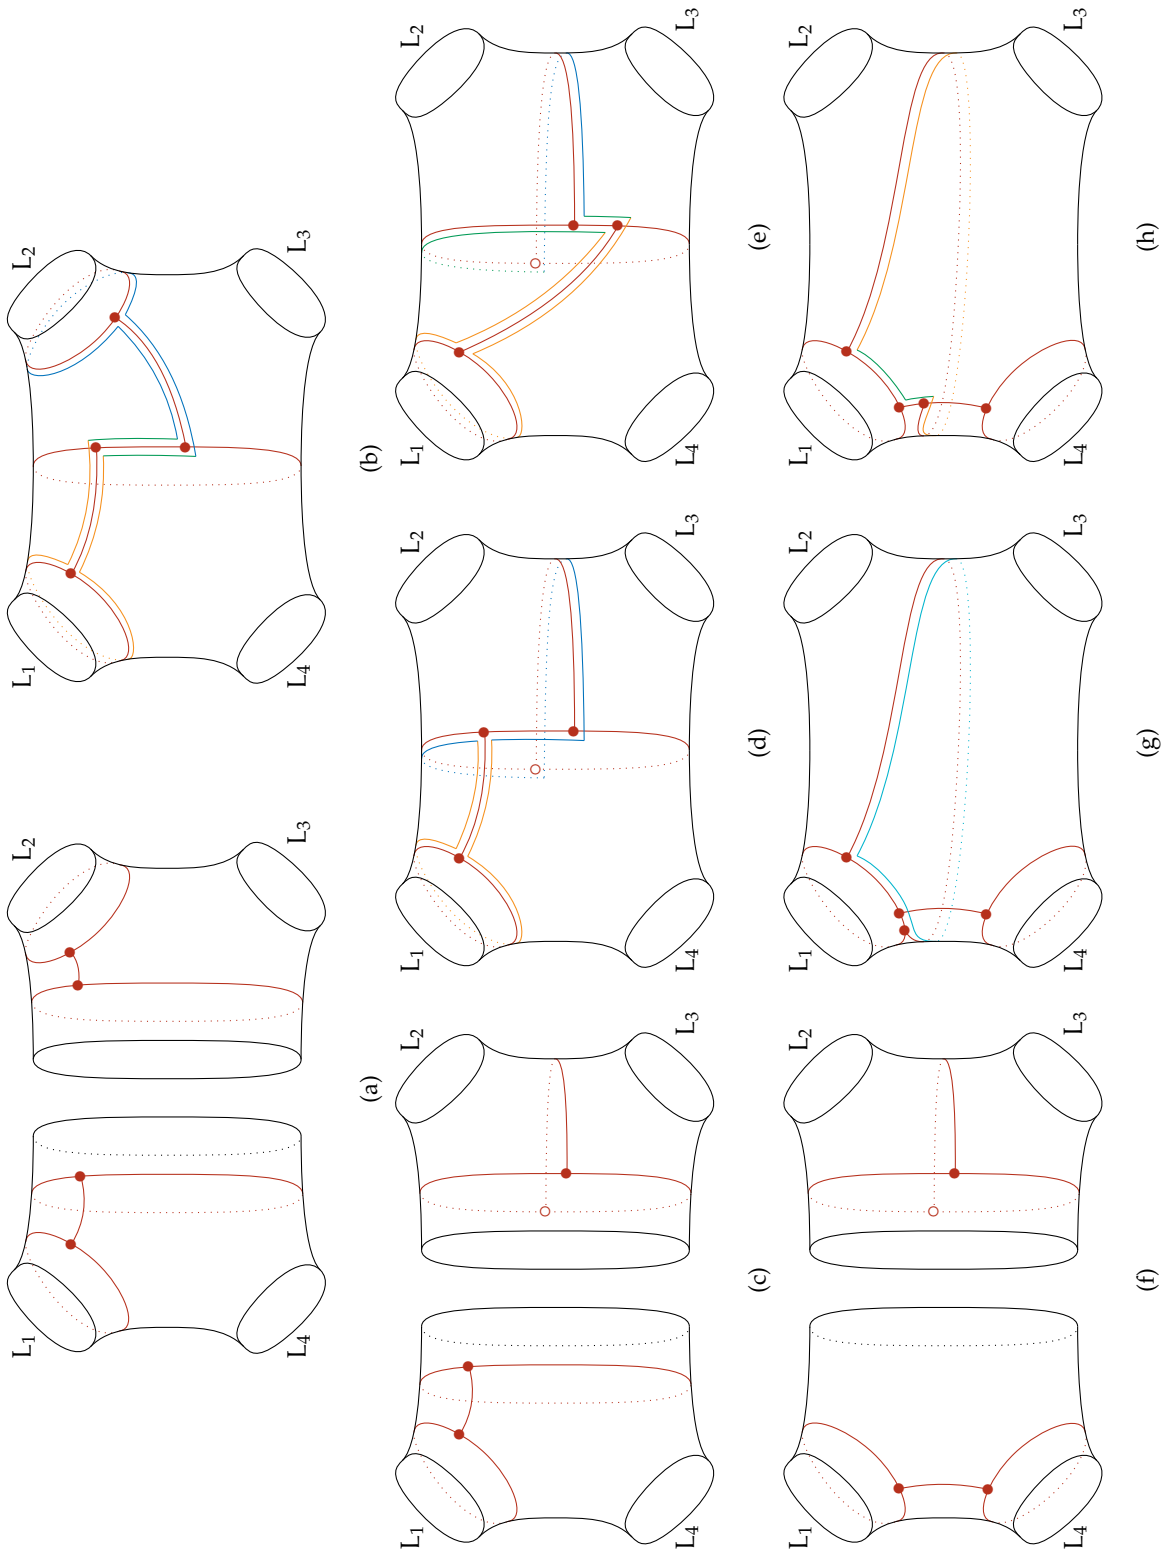 L₁ L₂ L₁ L₂
L₄ L₃ L₄ L₃
(a) (b)
L₁ L₂ L₁ L₂ L₁ L₂
L₄ L₃ L₄ L₃ L₄ L₃
(c) (d) (e)
L₁ L₂ L₁ L₂ L₁ L₂
L₄ L₃ L₄ L₃ L₄ L₃
(f) (g) (h)